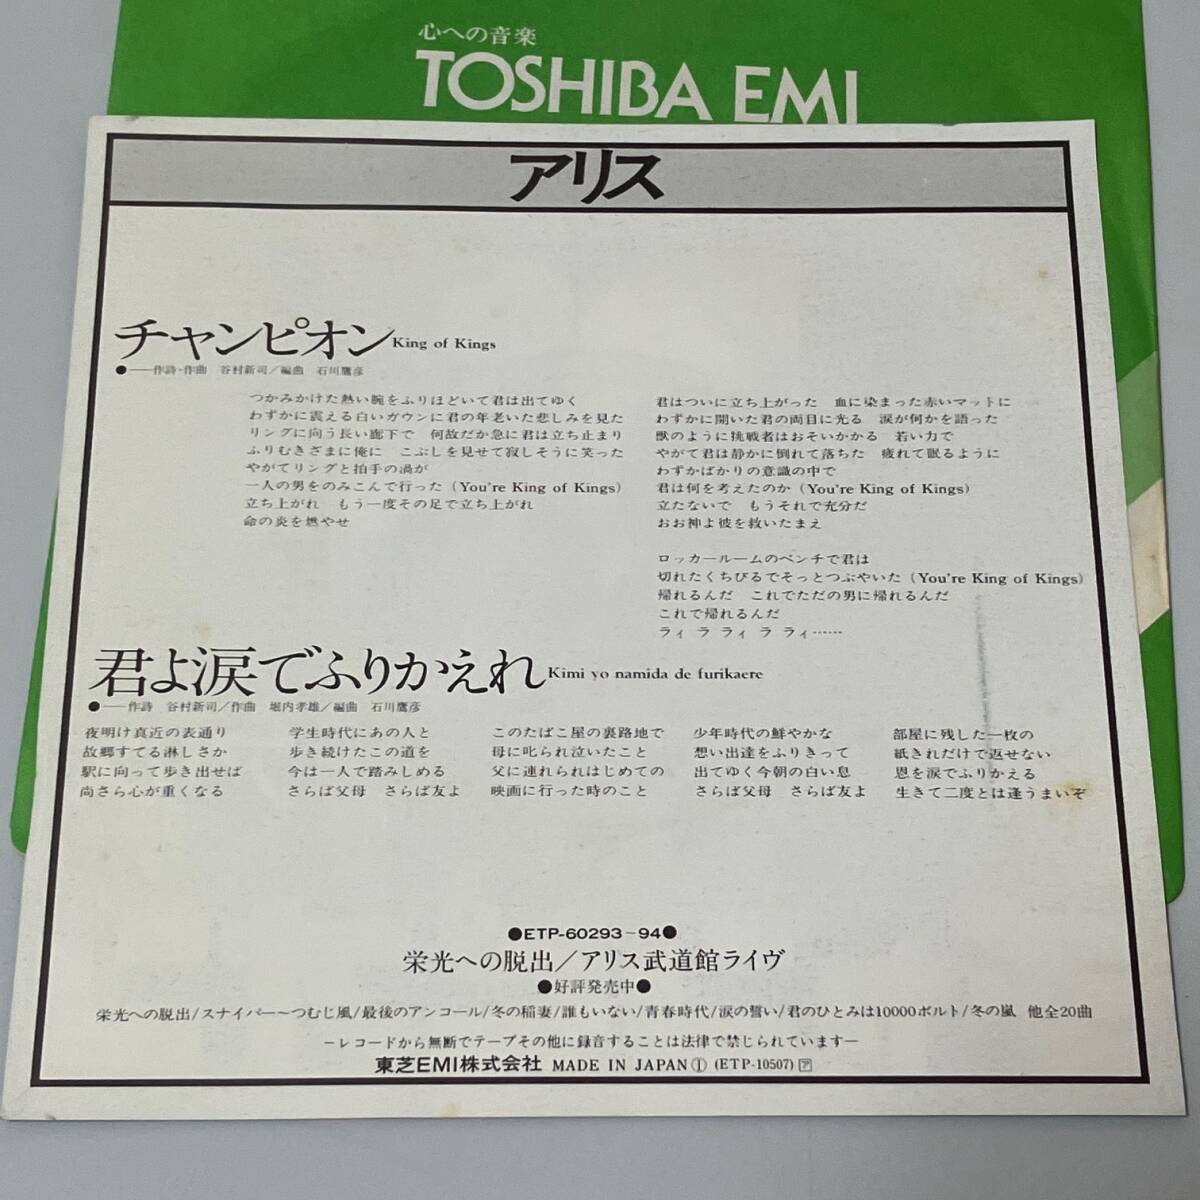 心への音楽
TOSHIBA EMI
アリス
チャンピオン King of Kings
●──作詩・作曲 谷村新司／編曲 石川鷹彦
つかみかけた熱い腕をふりほどいて君は出てゆく
わずかに震える白いガウンに君の年老いた悲しみを見た
リングに向う長い廊下で 何故だか急に君は立ち止まり
ふりむきざまに俺に こぶしを見せて寂しそうに笑った
やがてリングと拍手の渦が
一人の男をのみこんで行った (You're King of Kings)
立ち上がれ もう一度その足で立ち上がれ
命の炎を燃やせ
君はついに立ち上がった 血に染まった赤いマットに
わずかに開いた君の両目に光る 涙が何かを語った
獣のように挑戦者はおそいかかる 若い力で
やがて君は静かに倒れて落ちた 疲れて眠るように
わずかばかりの意識の中で
君は何を考えたのか (You're King of Kings)
立たないで もうそれで充分だ
おお神よ彼を救いたまえ
ロッカールームのベンチで君は
切れたくちびるでそっとつぶやいた (You're King of Kings)
帰れるんだ これでただの男に帰れるんだ
これで帰れるんだ
ライ ラ ライ ラ ライ……
君よ涙でふりかえれ Kimi yo namida de furikaere
●──作詩 谷村新司／作曲 堀内孝雄／編曲 石川鷹彦
夜明け真近の表通り
故郷すてる淋しさか
駅に向って歩き出せば
尚さら心が重くなる
学生時代にあの人と
歩き続けたこの道を
今は一人で踏みしめる
さらば父母 さらば友よ
このたばこ屋の裏路地で
母に叱られ泣いたこと
父に連れられはじめての
映画に行った時のこと
少年時代の鮮やかな
想い出達をふりきって
出てゆく今朝の白い息
さらば父母 さらば友よ
部屋に残した一枚の
紙きれだけで返せない
恩を涙でふりかえる
生きて二度とは逢うまいぞ
●ETP-60293～94●
栄光への脱出／アリス武道館ライヴ
●好評発売中●
栄光への脱出/スナイパー～つむじ風/最後のアンコール/冬の稲妻/誰もいない/青春時代/涙の誓い/君のひとみは10000ボルト/冬の嵐 他全20曲
－レコードから無断でテープその他に録音することは法律で禁じられています－
東芝EMI株式会社 MADE IN JAPAN ① (ETP-10507) ア